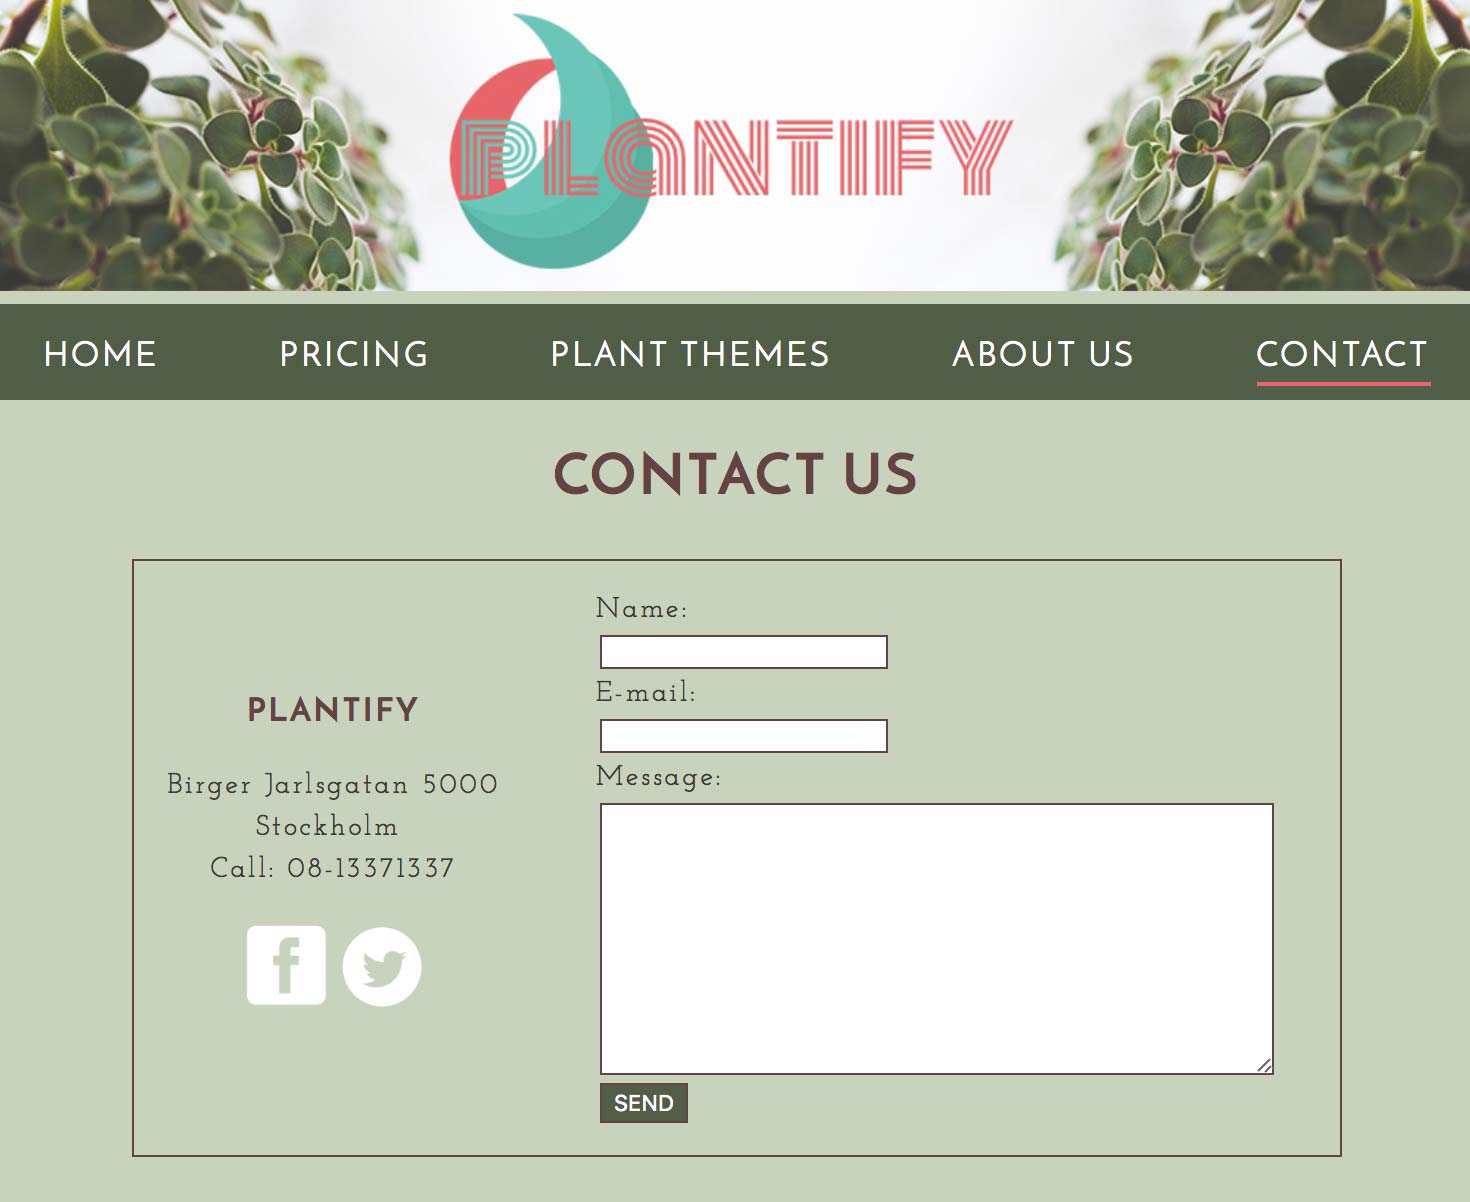 PLANTIFY
HOME PRICING PLANT THEMES ABOUT US CONTACT
CONTACT US
PLANTIFY
Birger Jarlsgatan 5000
Stockholm
Call: 08-13371337
Name:
E-mail:
Message:
SEND